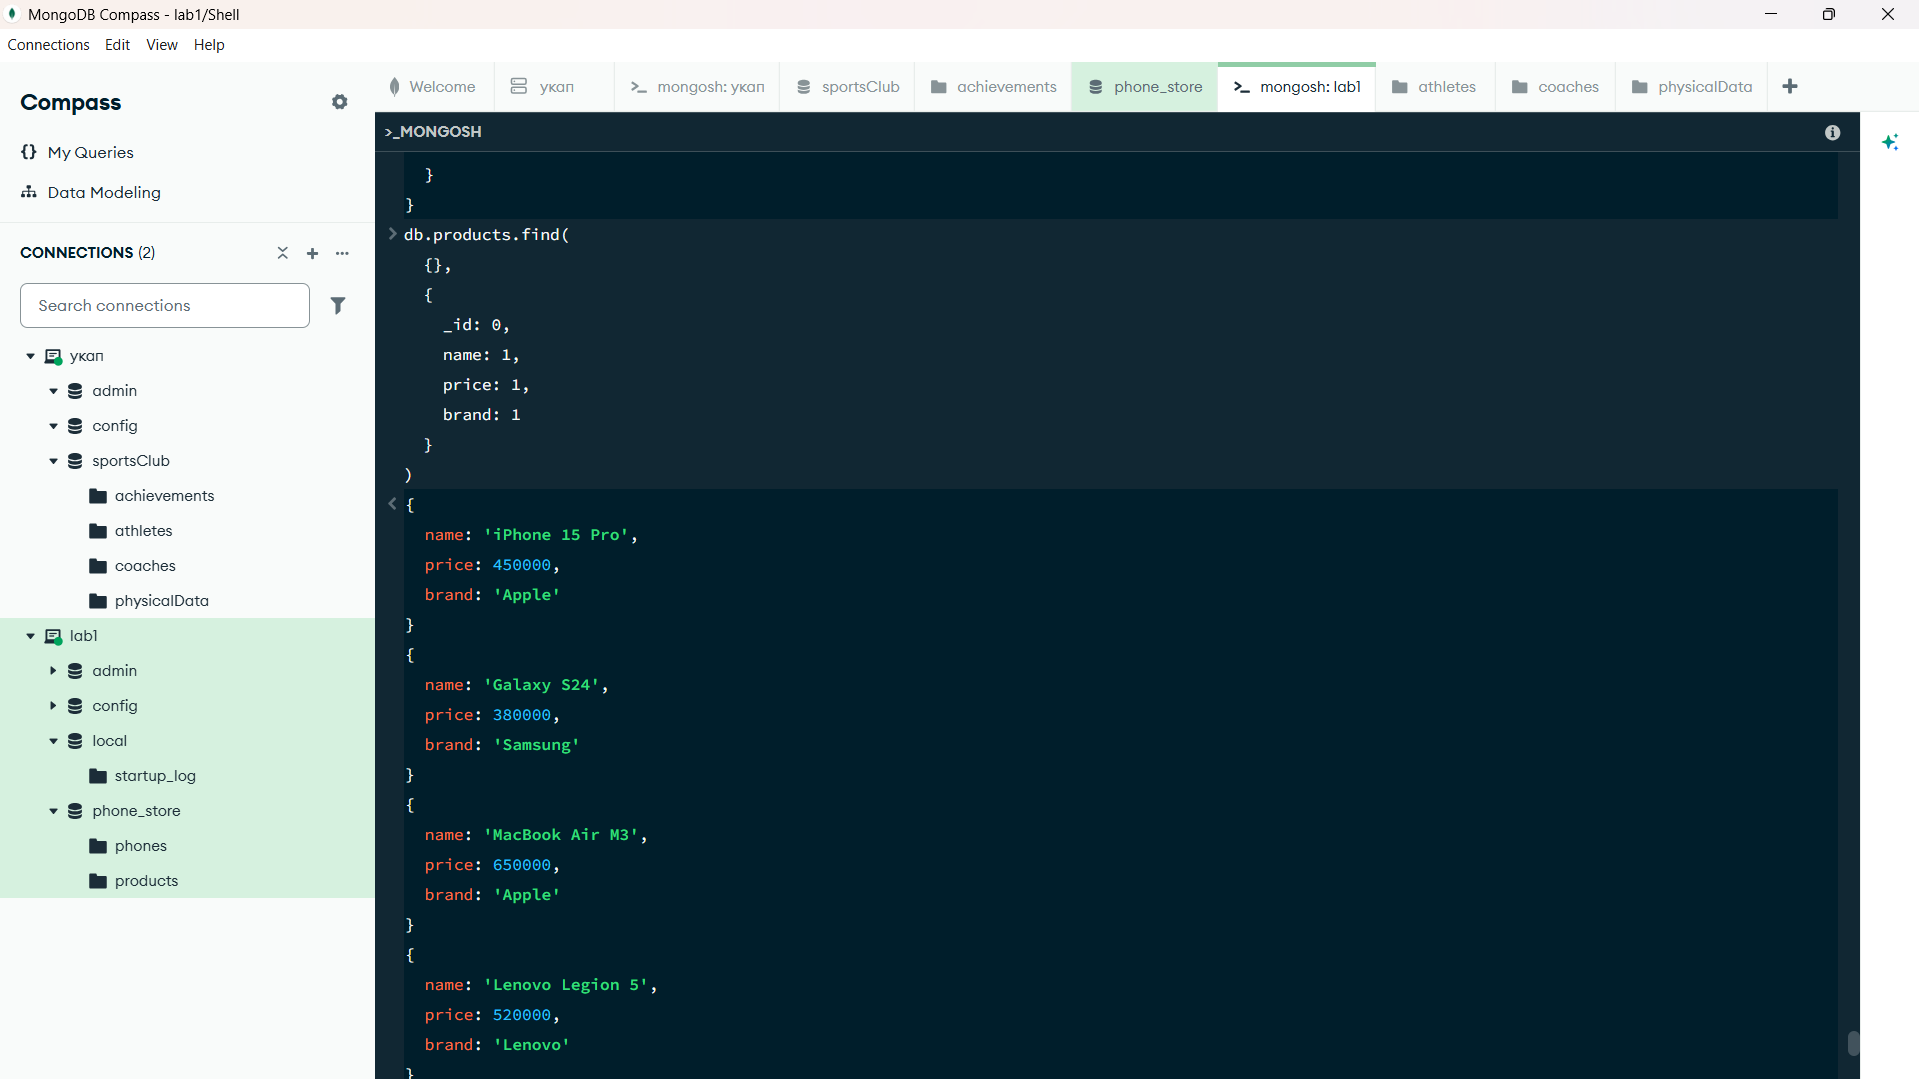 MongoDB Compass - lab1/Shell
Connections Edit View Help
Compass
My Queries
Data Modeling
CONNECTIONS (2)
Search connections
укап
admin
config
sportsClub
achievements
athletes
coaches
physicalData
lab1
admin
config
local
startup_log
phone_store
phones
products
Welcome укап mongosh: укап sportsClub achievements phone_store mongosh: lab1 athletes coaches physicalData
>_MONGOSH
}
}
db.products.find(
{},
{
_id: 0,
name: 1,
price: 1,
brand: 1
}
)
{
name: 'iPhone 15 Pro',
price: 450000,
brand: 'Apple'
}
{
name: 'Galaxy S24',
price: 380000,
brand: 'Samsung'
}
{
name: 'MacBook Air M3',
price: 650000,
brand: 'Apple'
}
{
name: 'Lenovo Legion 5',
price: 520000,
brand: 'Lenovo'
}